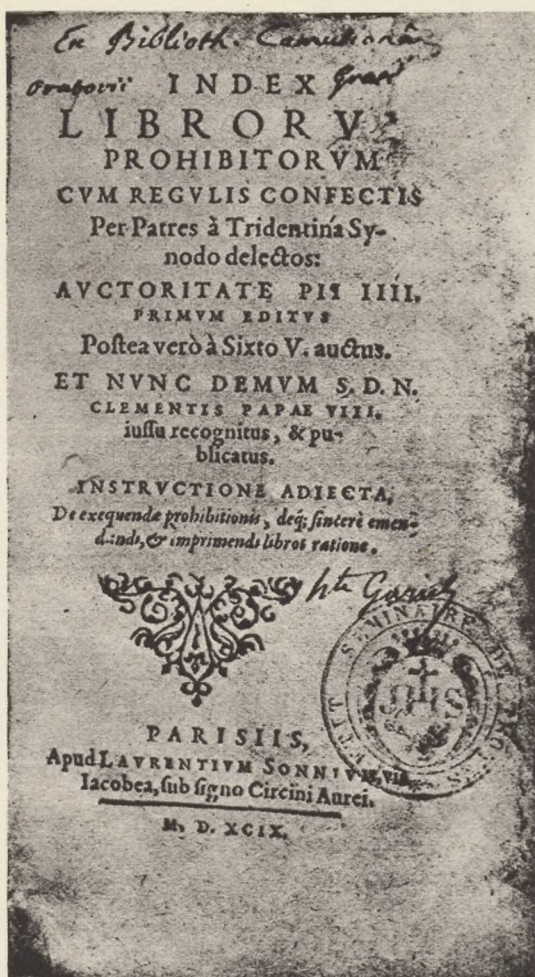 Ex Biblioth.
INDEX
LIBRORV̄
PROHIBITORVM
CVM REGVLIS CONFECTIS
Per Patres à Tridentina Sy-
nodo delectos:
AVCTORITATE PII IIII.
PRIMVM EDITVS
Postea verò à Sixto V. auctus.
ET NVNC DEMVM S. D. N.
CLEMENTIS PAPAE VIII.
iussu recognitus, & pu-
blicatus.
INSTRVCTIONE ADIECTA,
De exequendæ prohibitionis, deq; sincerè emen-
dandi, & imprimendi libros ratione.
SEMINAIRE DE
IHS
PARISIIS,
Apud LAVRENTIVM SONNIVM, via
Iacobea, sub signo Circini Aurei.
M. D. XCIX.